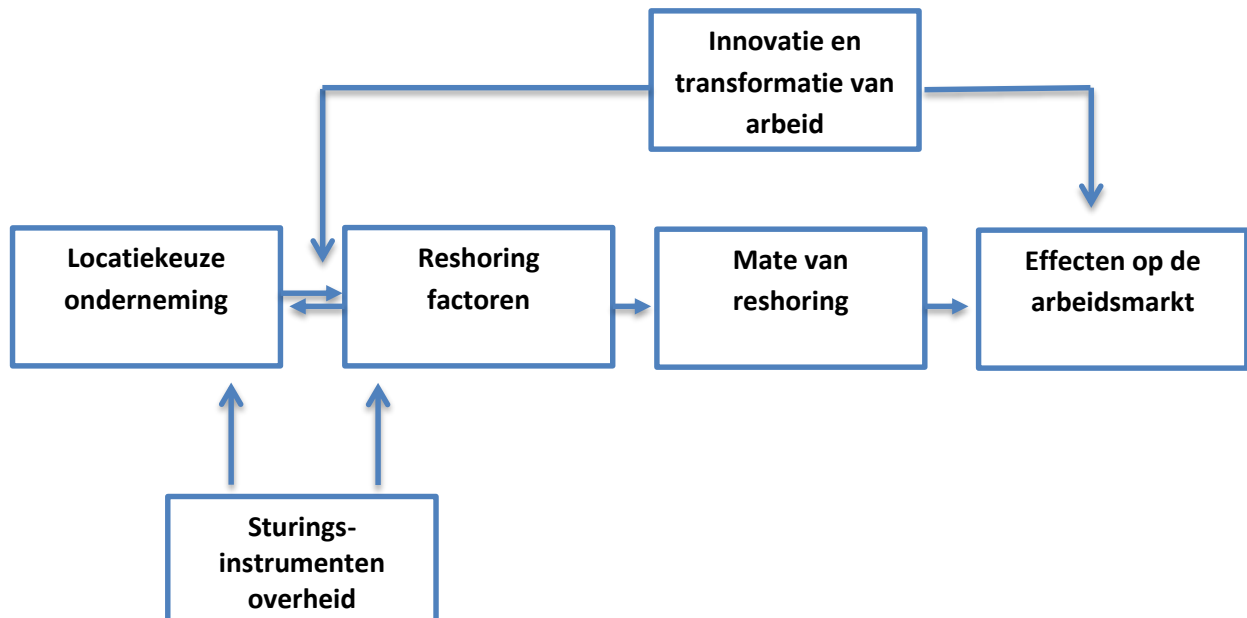 Innovatie en
transformatie van
arbeid
Locatiekeuze
onderneming
Reshoring
factoren
Mate van
reshoring
Effecten op de
arbeidsmarkt
Sturings-
instrumenten
overheid